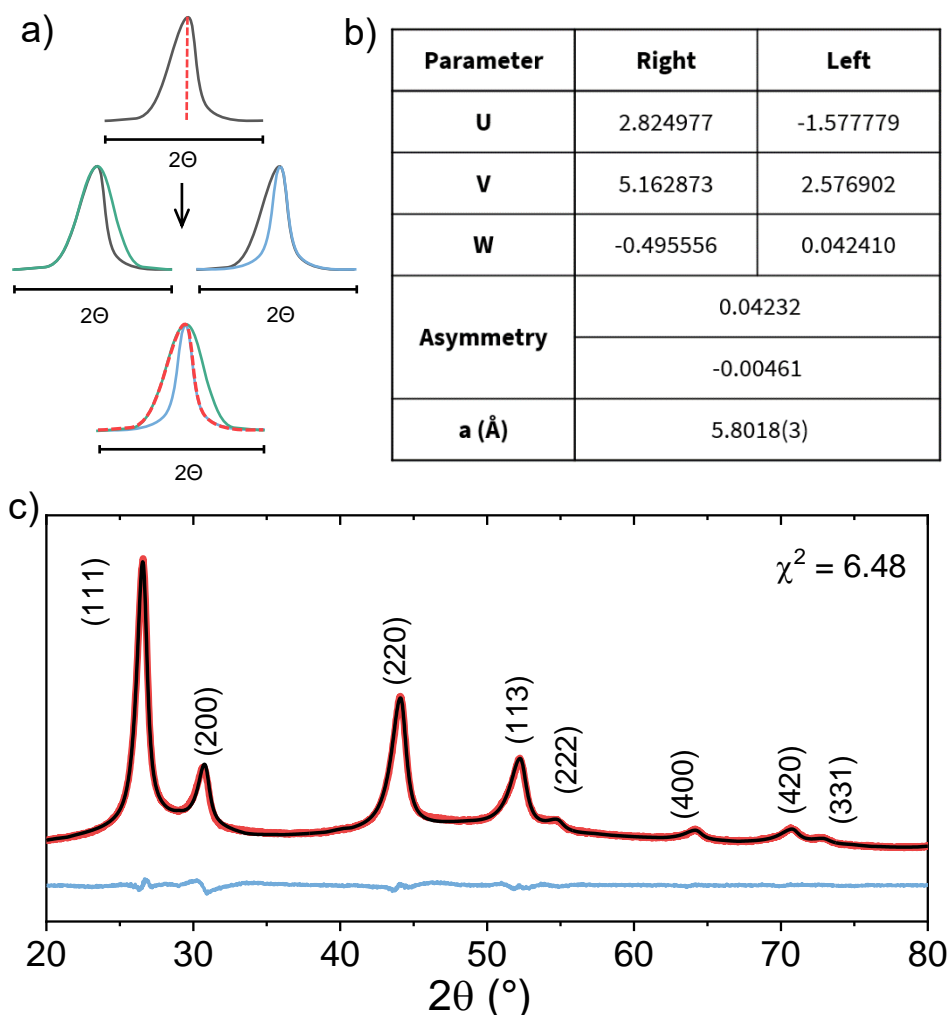 a)
2Θ
2Θ
2Θ
2Θ
b)
Parameter Right Left
U 2.824977 -1.577779
V 5.162873 2.576902
W -0.495556 0.042410
Asymmetry 0.04232
-0.00461
a (Å) 5.8018(3)
c)
χ² = 6.48
(111)
(200)
(220)
(113)
(222)
(400)
(420)
(331)
20 30 40 50 60 70 80
2θ (°)